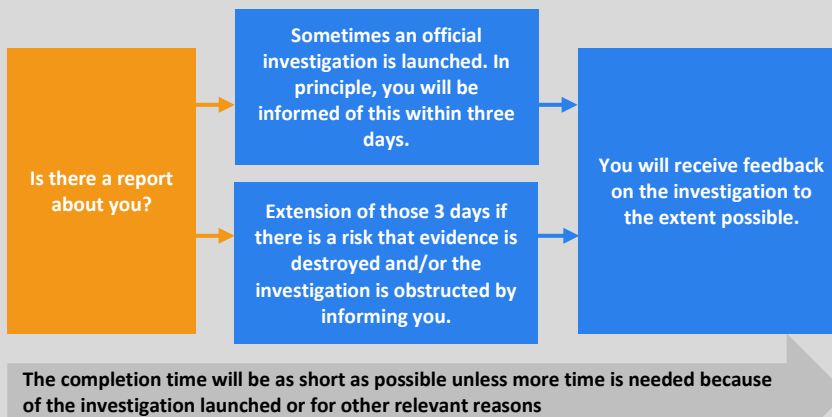 Is there a report
about you?
Sometimes an official
investigation is launched. In
principle, you will be
informed of this within three
days.
Extension of those 3 days if
there is a risk that evidence is
destroyed and/or the
investigation is obstructed by
informing you.
You will receive feedback
on the investigation to
the extent possible.
The completion time will be as short as possible unless more time is needed because
of the investigation launched or for other relevant reasons